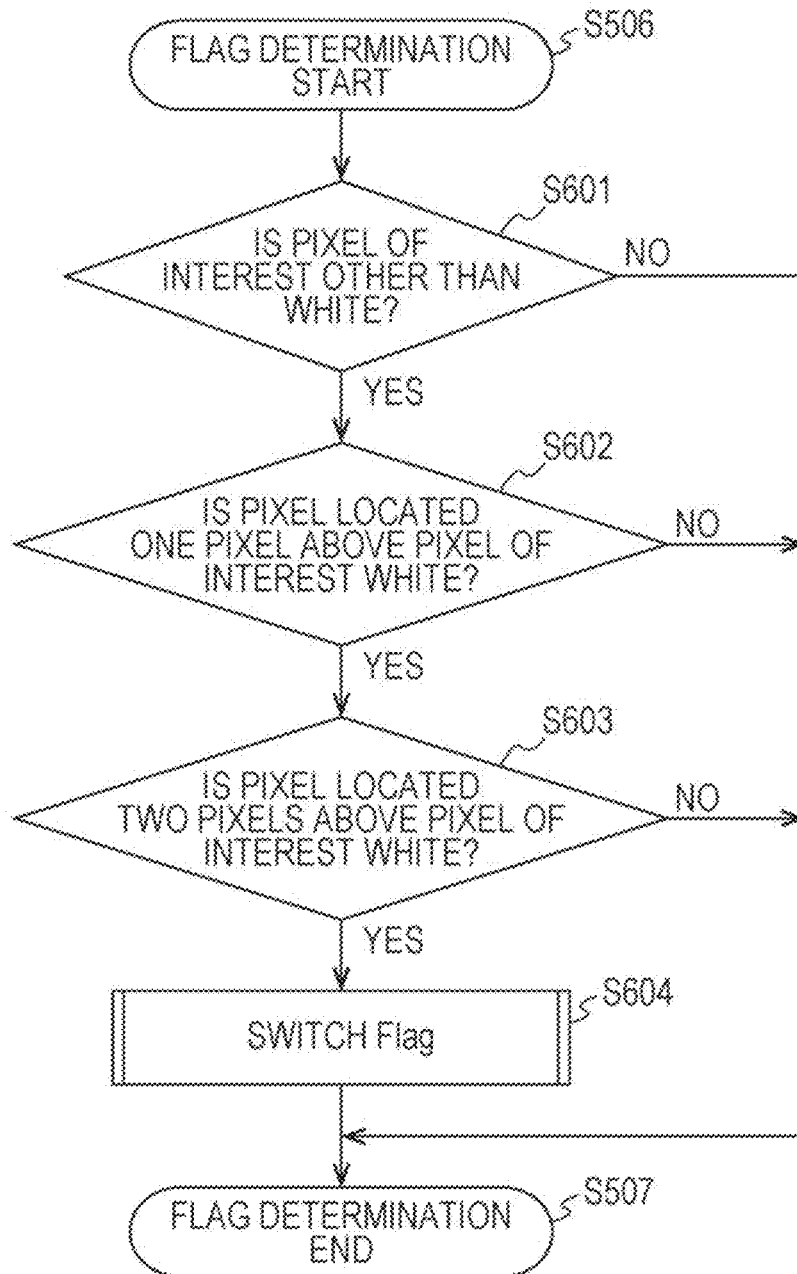 FLAG DETERMINATION
START
S506
S601
IS PIXEL OF
INTEREST OTHER THAN
WHITE?
NO
YES
S602
IS PIXEL LOCATED
ONE PIXEL ABOVE PIXEL OF
INTEREST WHITE?
NO
YES
S603
IS PIXEL LOCATED
TWO PIXELS ABOVE PIXEL OF
INTEREST WHITE?
NO
YES
S604
SWITCH Flag
S507
FLAG DETERMINATION
END